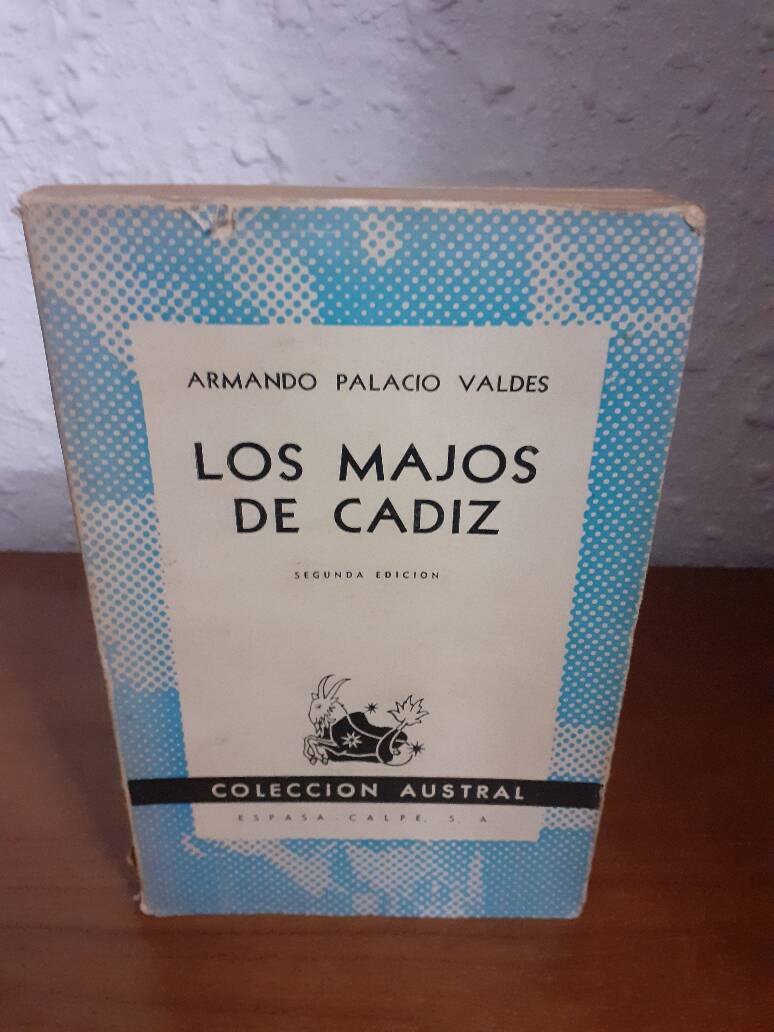 ARMANDO PALACIO VALDES
LOS MAJOS
DE CADIZ
SEGUNDA EDICION
COLECCION AUSTRAL
ESPASA-CALPE, S. A.